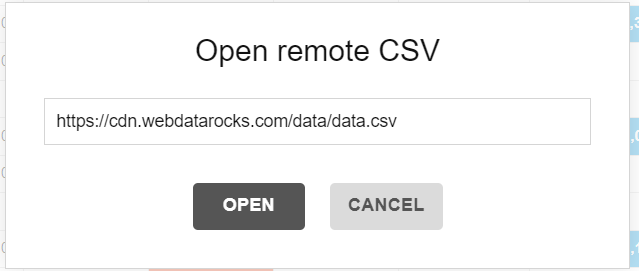 Open remote CSV
https://cdn.webdatarocks.com/data/data.csv
OPEN CANCEL